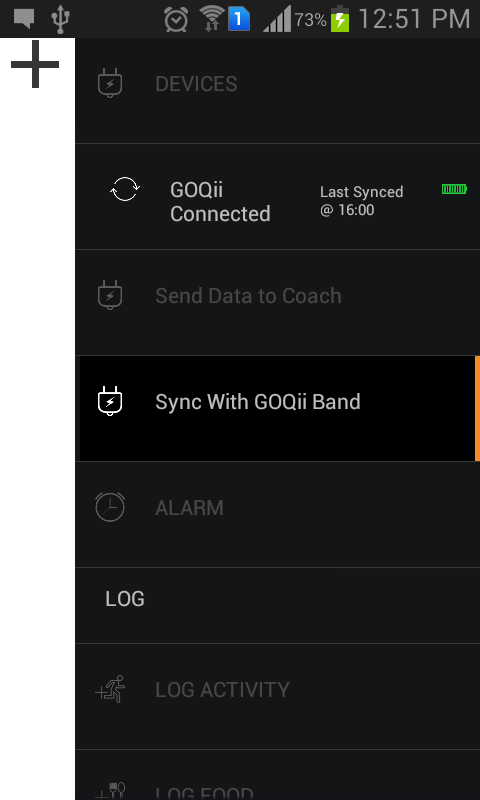 1 73% 12:51 PM
DEVICES
GOQii
Connected
Last Synced
@ 16:00
Send Data to Coach
Sync With GOQii Band
ALARM
LOG
LOG ACTIVITY
LOG FOOD